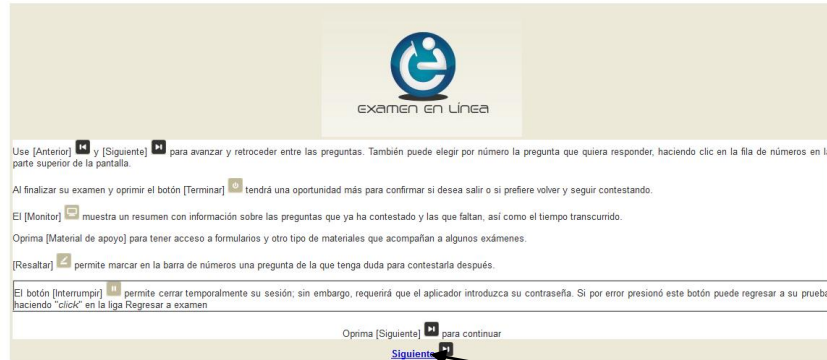 examen en Línea
Use [Anterior] y [Siguiente] para avanzar y retroceder entre las preguntas. También puede elegir por número la pregunta que quiera responder, haciendo clic en la fila de números en l
parte superior de la pantalla.
Al finalizar su examen y oprimir el botón [Terminar] tendrá una oportunidad más para confirmar si desea salir o si prefiere volver y seguir contestando.
El [Monitor] muestra un resumen con información sobre las preguntas que ya ha contestado y las que faltan, así como el tiempo transcurrido.
Oprima [Material de apoyo] para tener acceso a formularios y otro tipo de materiales que acompañan a algunos exámenes.
[Resaltar] permite marcar en la barra de números una pregunta de la que tenga duda para contestarla después.
El botón [Interrumpir] permite cerrar temporalmente su sesión; sin embargo, requerirá que el aplicador introduzca su contraseña. Si por error presionó este botón puede regresar a su prueba
haciendo "click" en la liga Regresar a examen
Oprima [Siguiente] para continuar
Siguiente